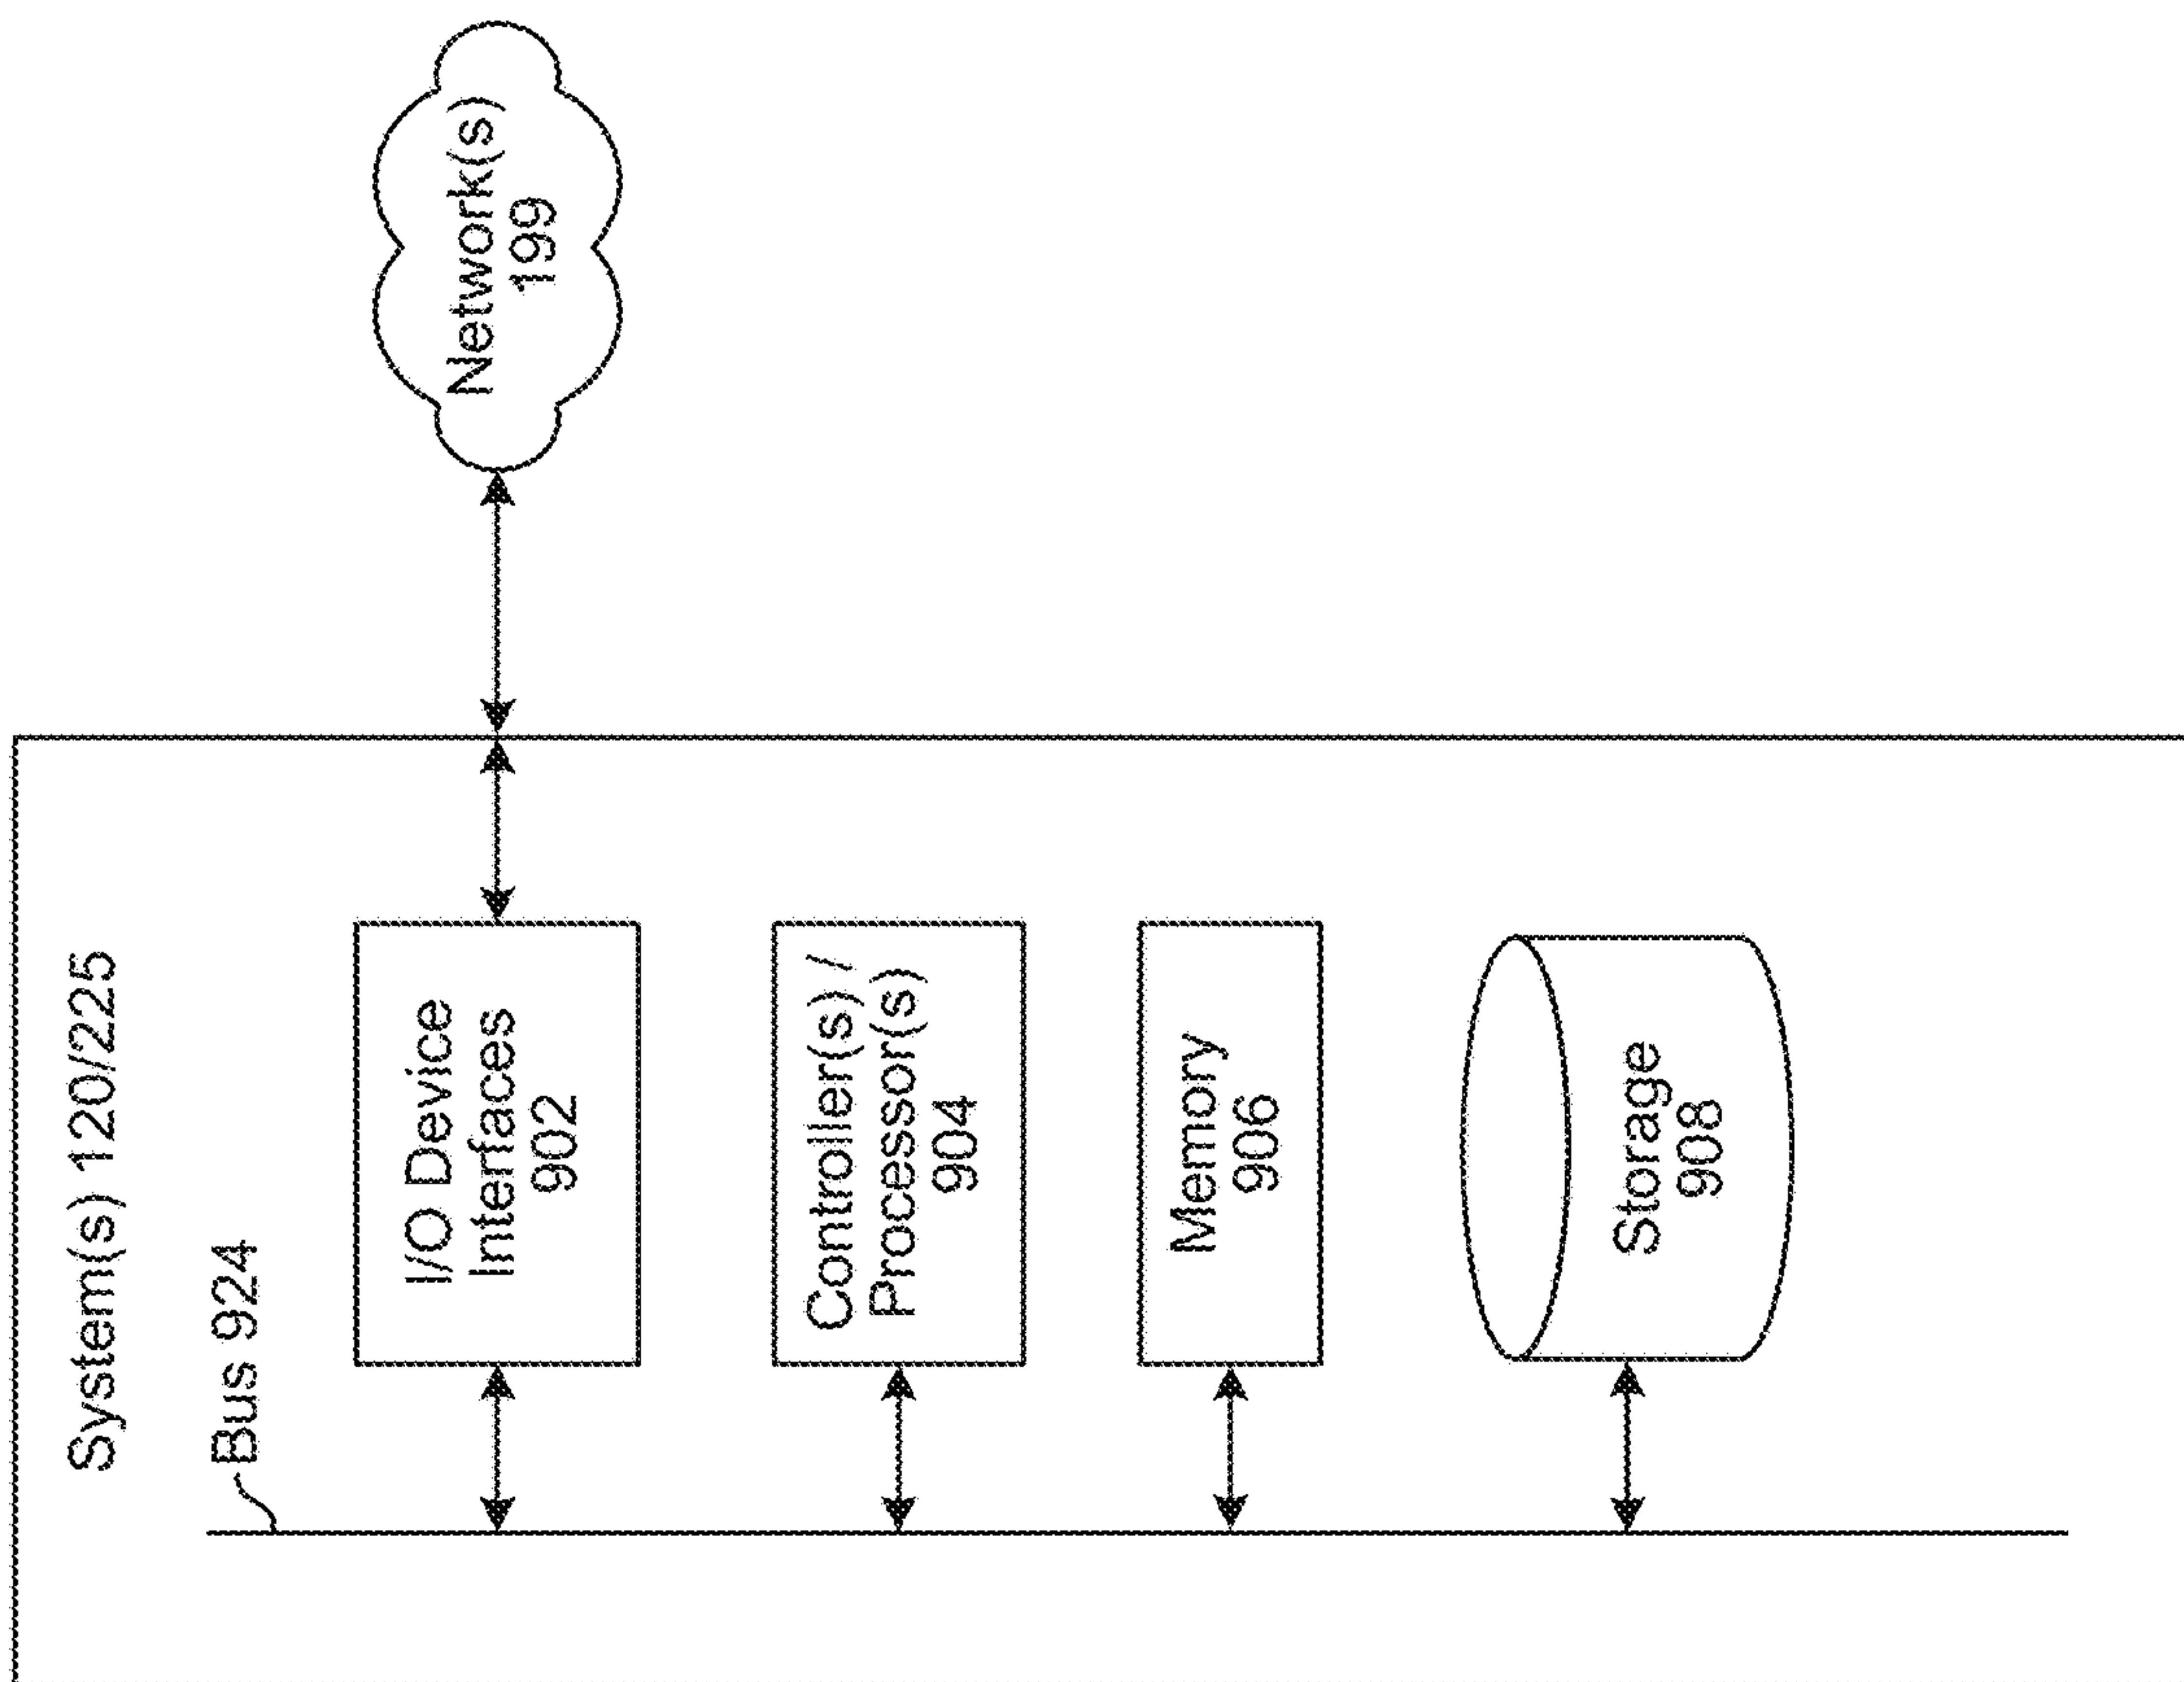 System(s) 120/225
Bus 924
I/O Device
Interfaces
902
Network(s)
199
Controller(s) /
Processor(s)
904
Memory
906
Storage
908